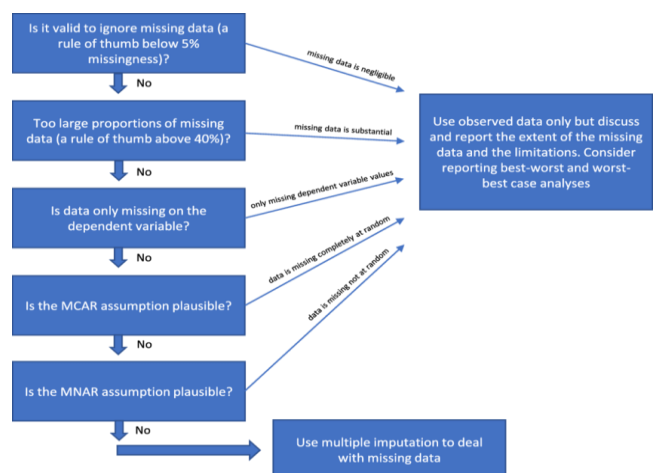 Is it valid to ignore missing data (a
rule of thumb below 5%
missingness)?
missing data is negligible
No
Too large proportions of missing
data (a rule of thumb above 40%)?
missing data is substantial
Use observed data only but discuss
and report the extent of the missing
data and the limitations. Consider
reporting best-worst and worst-
best case analyses
No
Is data only missing on the
dependent variable?
only missing dependent variable values
No
Is the MCAR assumption plausible?
data is missing completely at random
No
Is the MNAR assumption plausible?
data is missing not at random
No
Use multiple imputation to deal
with missing data